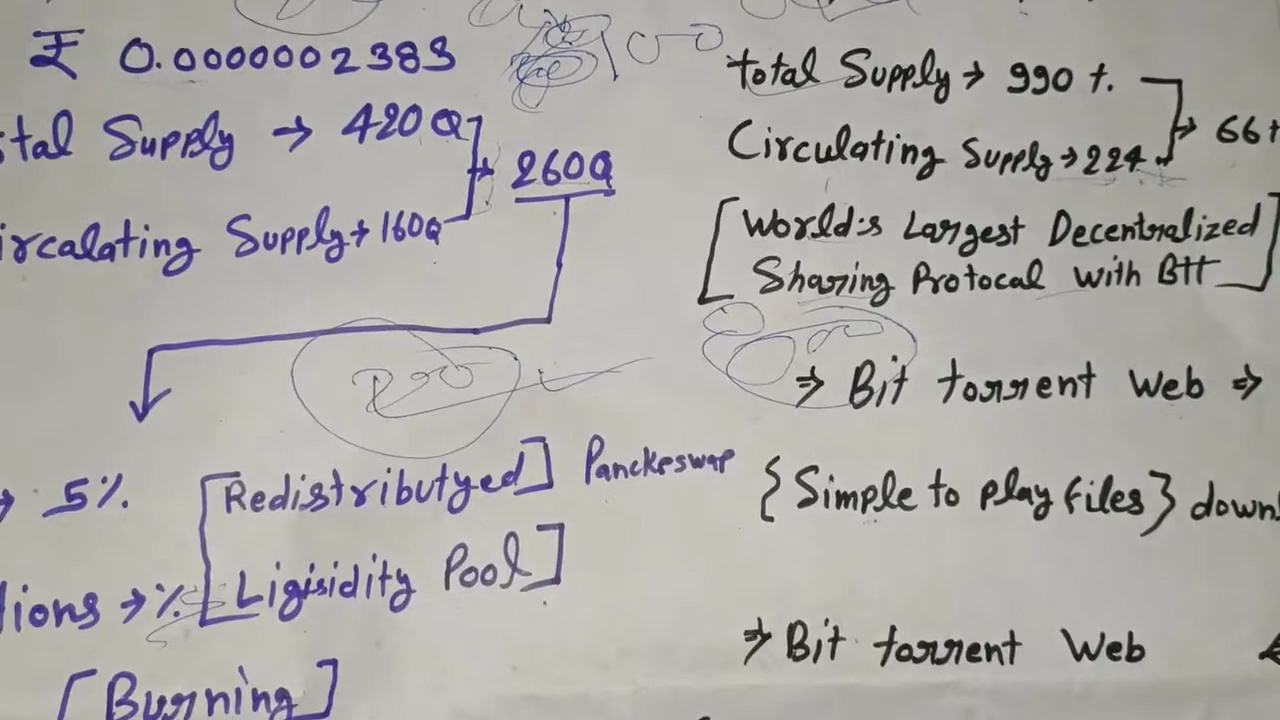 ₹ 0.0000002383
tal Supply → 420Q
→ 260Q
ircalating Supply → 160Q
→ 5%. [Redistributyed] Panckeswap
lions → % Ligisidity Pool]
[Burning]
total Supply → 990 t.
→ 66t
Circulating Supply → 224.
[World's Largest Decentralized
Sharing Protocal with Btt]
⇒ Bit torrent Web ⇒
{Simple to play files} down
⇒ Bit torrent Web